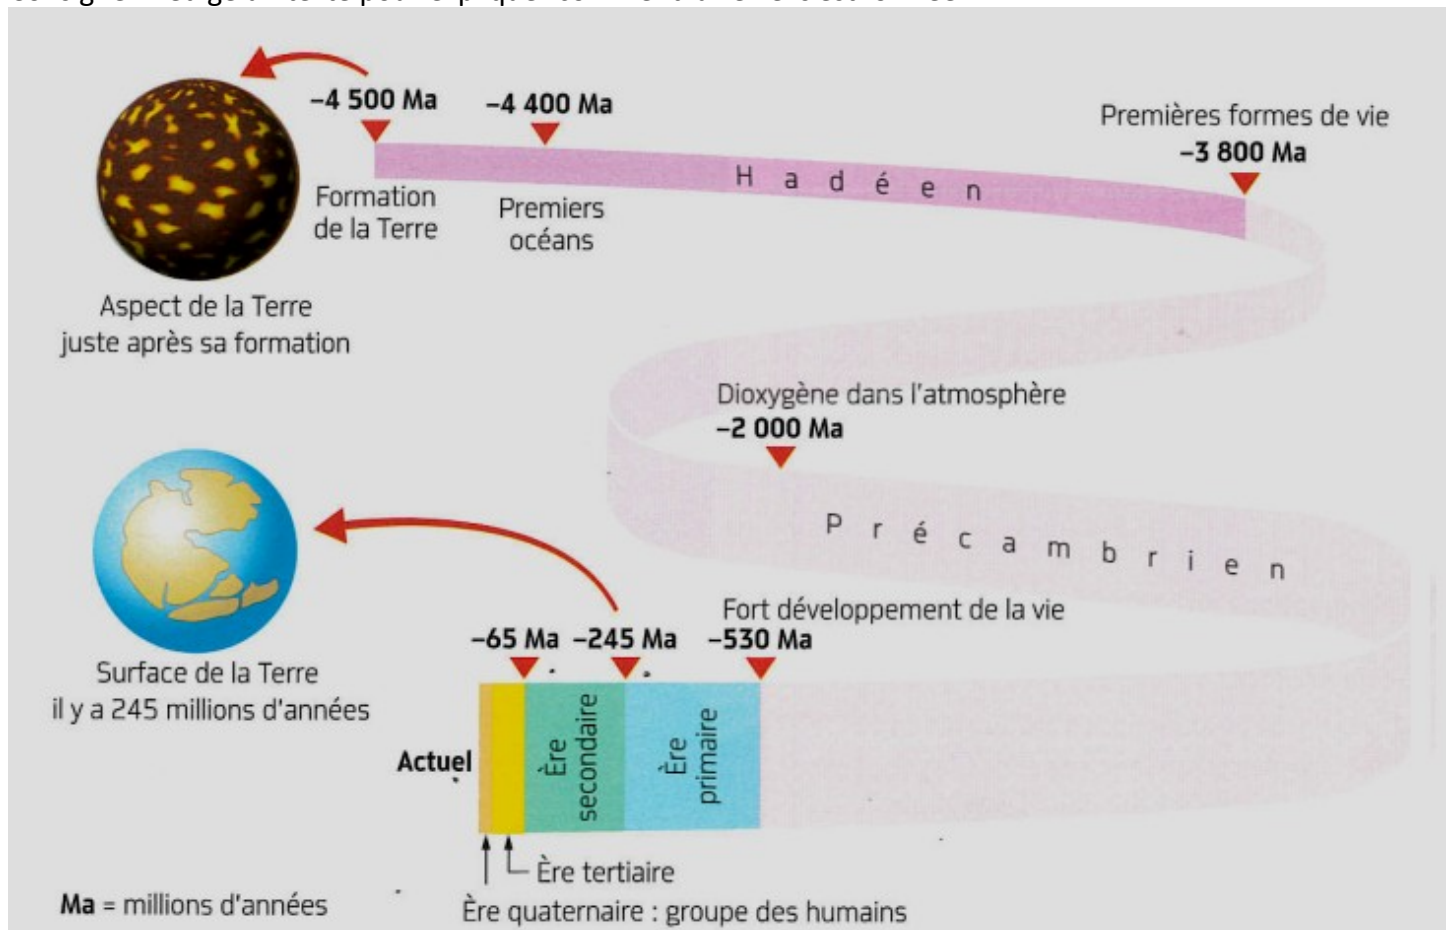 –4 500 Ma
–4 400 Ma
Premières formes de vie
–3 800 Ma
Hadéen
Formation
de la Terre
Premiers
océans
Aspect de la Terre
juste après sa formation
Dioxygène dans l'atmosphère
–2 000 Ma
Précambrien
Fort développement de la vie
–65 Ma –245 Ma –530 Ma
Surface de la Terre
il y a 245 millions d'années
Actuel
Ère
secondaire
Ère
primaire
Ère tertiaire
Ma = millions d'années
Ère quaternaire : groupe des humains